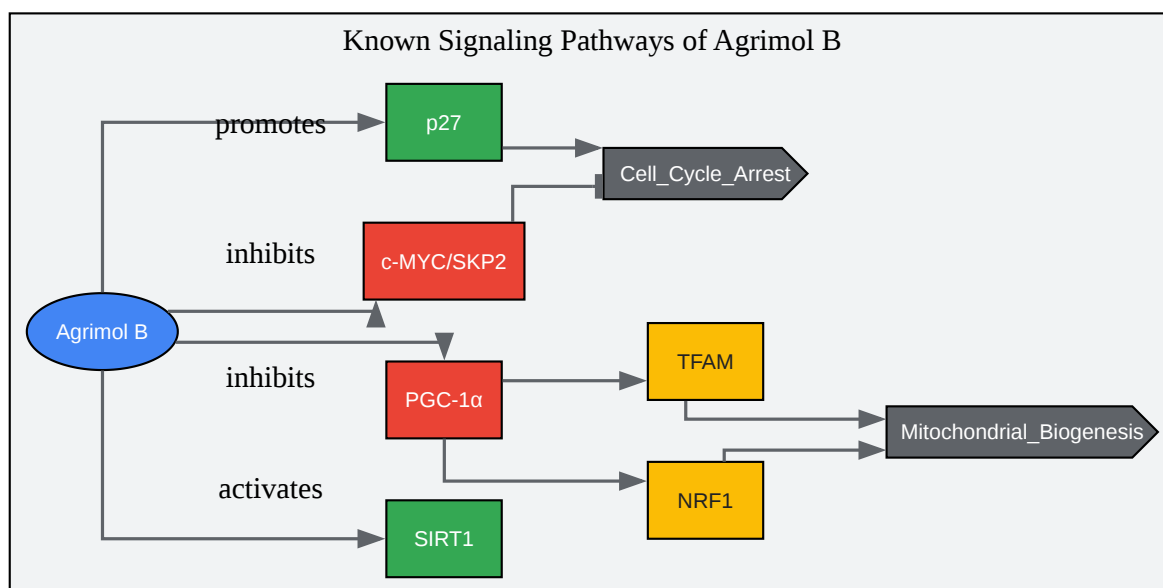 Known Signaling Pathways of Agrimol B
promotes
p27
Cell_Cycle_Arrest
inhibits
c-MYC/SKP2
Agrimol B
inhibits
PGC-1α
TFAM
Mitochondrial_Biogenesis
activates
NRF1
SIRT1